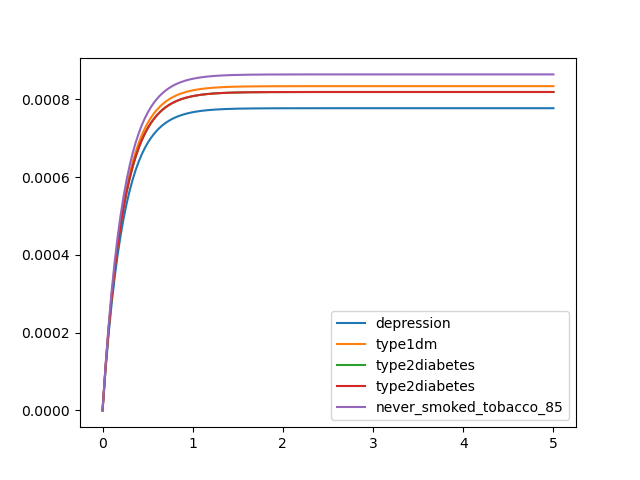 0.0008
0.0006
0.0004
0.0002
0.0000
0 1 2 3 4 5
depression
type1dm
type2diabetes
type2diabetes
never_smoked_tobacco_85